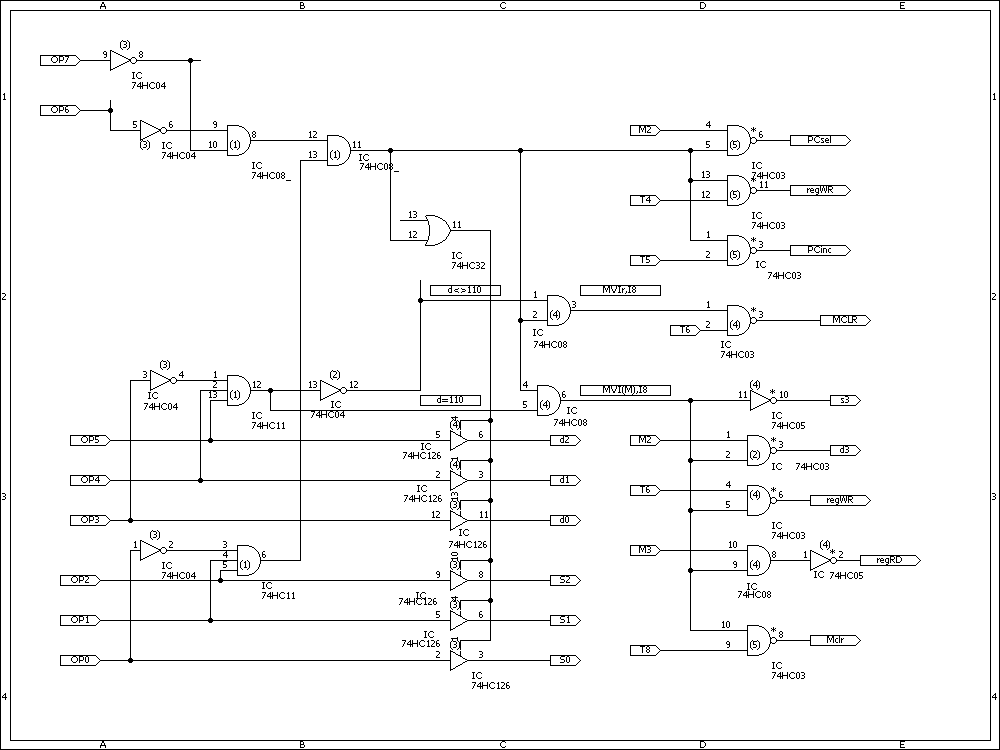 A B C D E
OP7 9 (3) 8
IC
74HC04
1 1
OP6 5 6 9 8 12 11
(3) IC
74HC04
10 (1) 13 (1)
IC
74HC08_
IC
74HC08_
M2 4 * 6 PCsel
5 (5)
IC
74HC03
13 * 11 regWR
T4 12 (5)
IC
74HC03
13 11
12
IC
74HC32
1 * 3 PCinc
T5 2 (5)
IC
74HC03
2 2
d<>110 MVIr,I8
1 3
2 (4)
IC
74HC08
1 * 3 MCLR
T6 2 (4)
IC
74HC03
(3)
3 4 1 12
2
13 (1)
IC
74HC04
IC
74HC11
(2)
13 12
IC
74HC04
d=110 MVI(M),I8
4 6
5 (4)
IC
74HC08
(4)
11 * 10 s3
IC
74HC05
OP5 5 (4) 4 6 d2
IC
74HC126
M2 1 * 3 d3
2 (2)
IC 74HC03
OP4 2 (4) 1 3 d1
IC
74HC126
T6 4 * 6 regWR
5 (4)
IC
74HC03
3 3
OP3 12 (3) 13 11 d0
IC
74HC126
(3)
1 2 3 6
4
5 (1)
IC
74HC04
IC
74HC11
M3 10 8 1 (4) * 2 regRD
9 (4)
IC
74HC08
IC 74HC05
OP2 9 (3) 10 8 S2
IC
74HC126
OP1 5 (3) 4 6 S1
IC
74HC126
T8 10 * 8 Mclr
9 (5)
IC
74HC03
OP0 2 (3) 1 3 S0
IC
74HC126
4 4
A B C D E